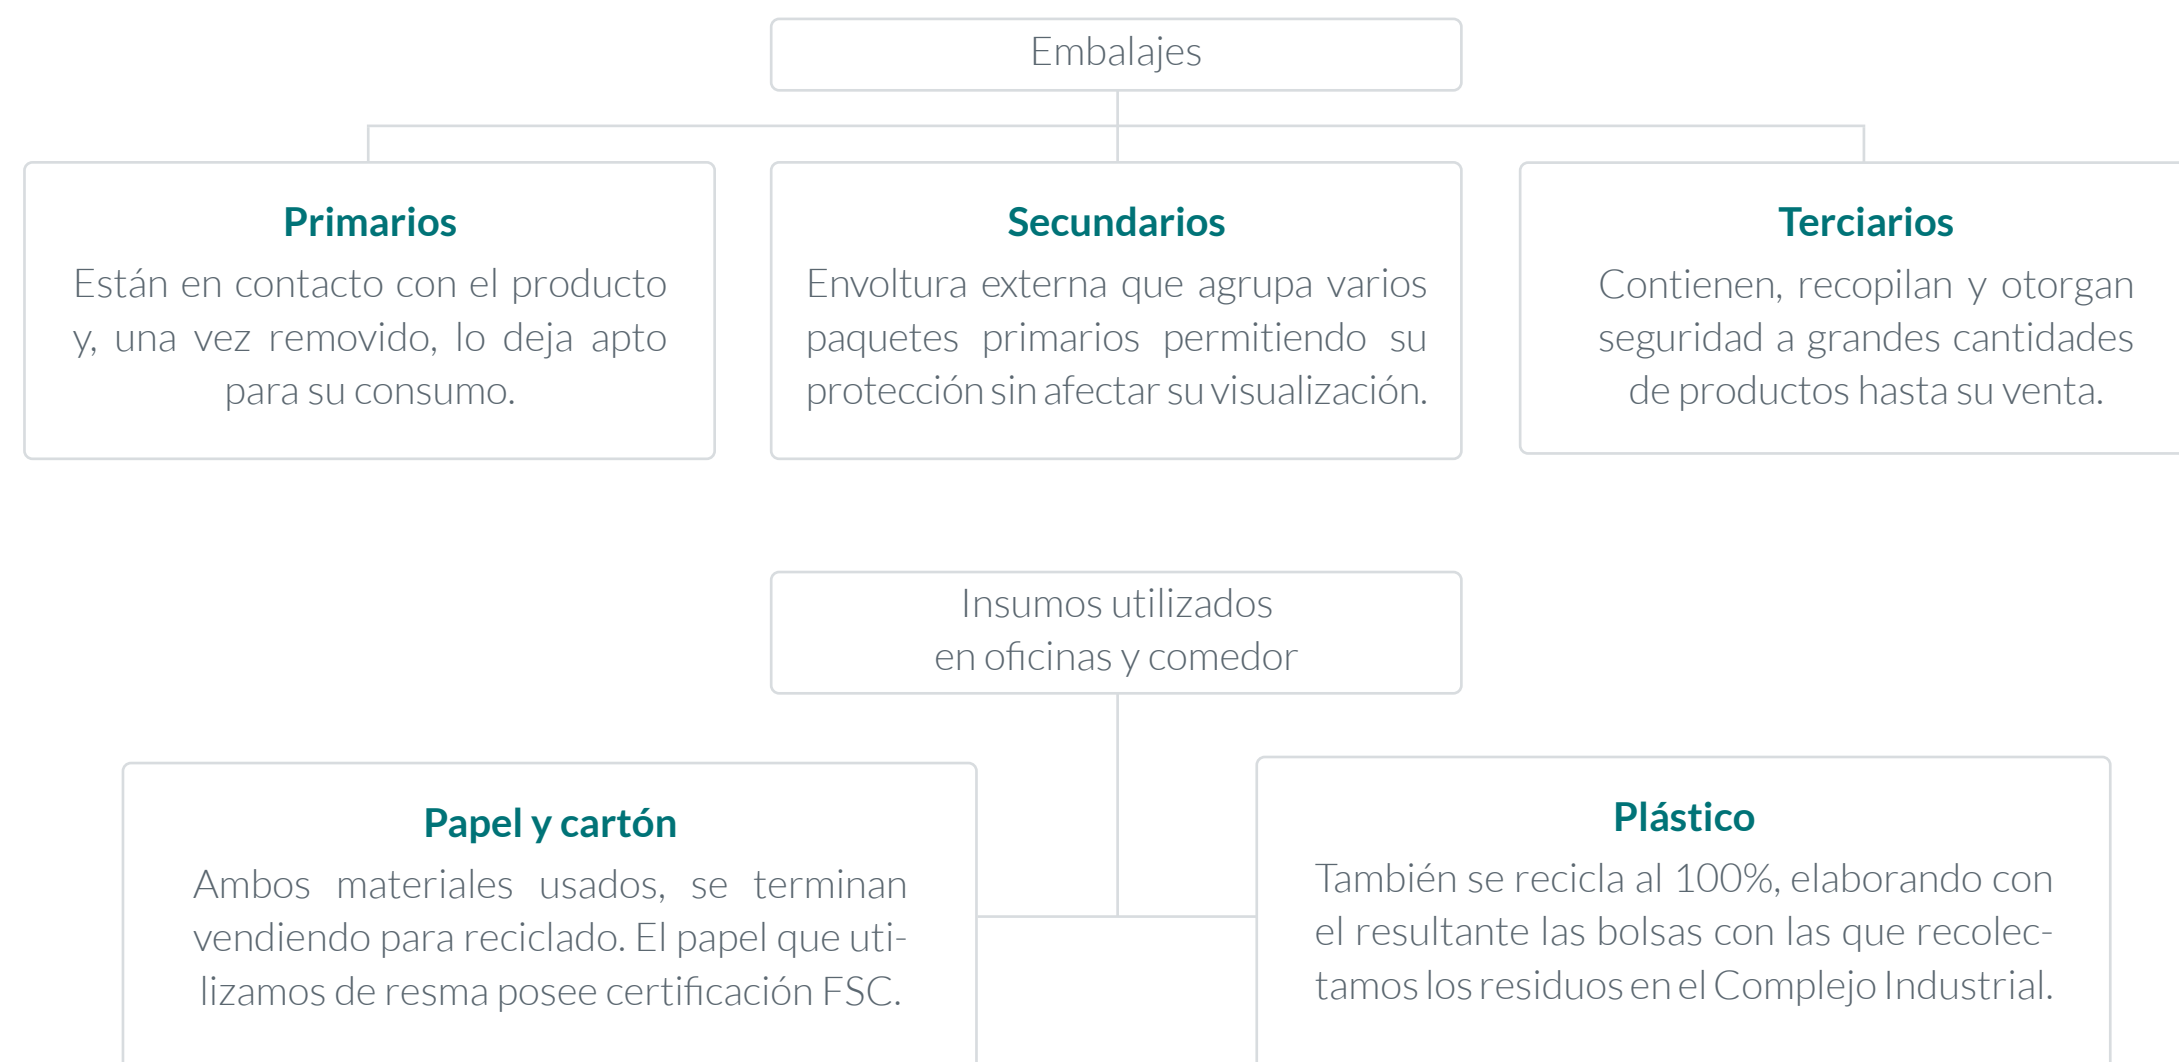 Embalajes
Primarios
Están en contacto con el producto
y, una vez removido, lo deja apto
para su consumo.
Secundarios
Envoltura externa que agrupa varios
paquetes primarios permitiendo su
protección sin afectar su visualización.
Terciarios
Contienen, recopilan y otorgan
seguridad a grandes cantidades
de productos hasta su venta.
Insumos utilizados
en oficinas y comedor
Papel y cartón
Ambos materiales usados, se terminan
vendiendo para reciclado. El papel que uti-
lizamos de resma posee certificación FSC.
Plástico
También se recicla al 100%, elaborando con
el resultante las bolsas con las que recolec-
tamos los residuos en el Complejo Industrial.